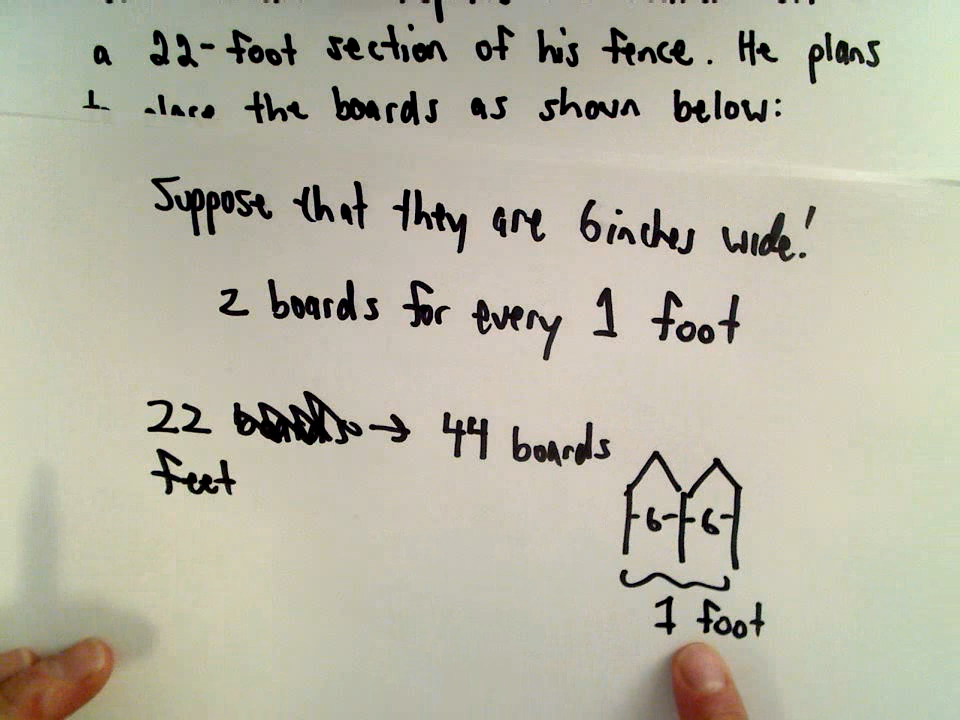 a 22-foot section of his fence. He plans
the boards as shown below:
Suppose that they are 6 inches wide!
2 boards for every 1 foot
22 → 44 boards
feet
6 6
1 foot